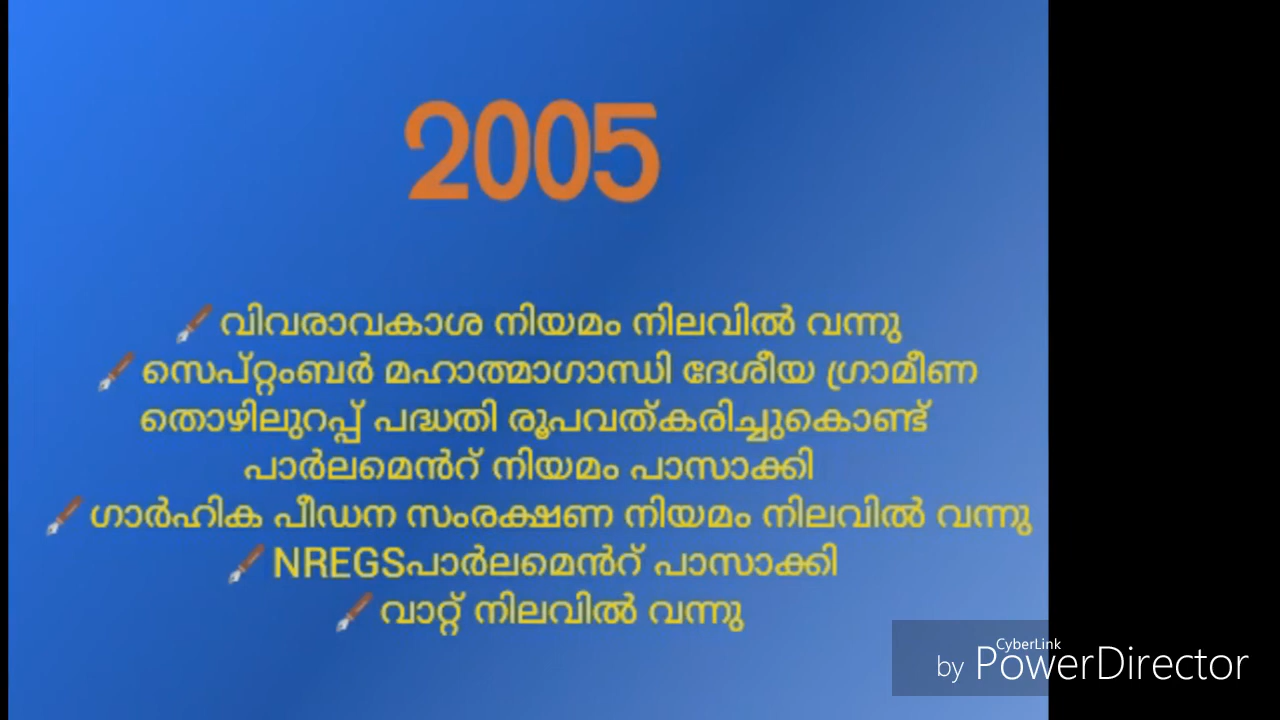 2005
വിവരാവകാശ നിയമം നിലവിൽ വന്നു
സെപ്റ്റംബർ മഹാത്മാഗാന്ധി ദേശീയ ഗ്രാമീണ
തൊഴിലുറപ്പ് പദ്ധതി രൂപവത്കരിച്ചുകൊണ്ട്
പാർലമെൻറ് നിയമം പാസാക്കി
ഗാർഹിക പീഡന സംരക്ഷണ നിയമം നിലവിൽ വന്നു
NREGSപാർലമെൻറ് പാസാക്കി
വാറ്റ് നിലവിൽ വന്നു
CyberLink
by PowerDirector